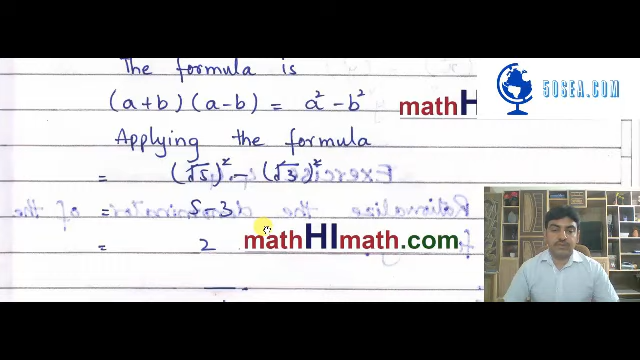 The formula is
(a+b) (a-b) = a² - b²
Applying the formula
= (√5)² - (√3)²
= 5-3
= 2
50SEA.COM
mathH
mathHImath.com